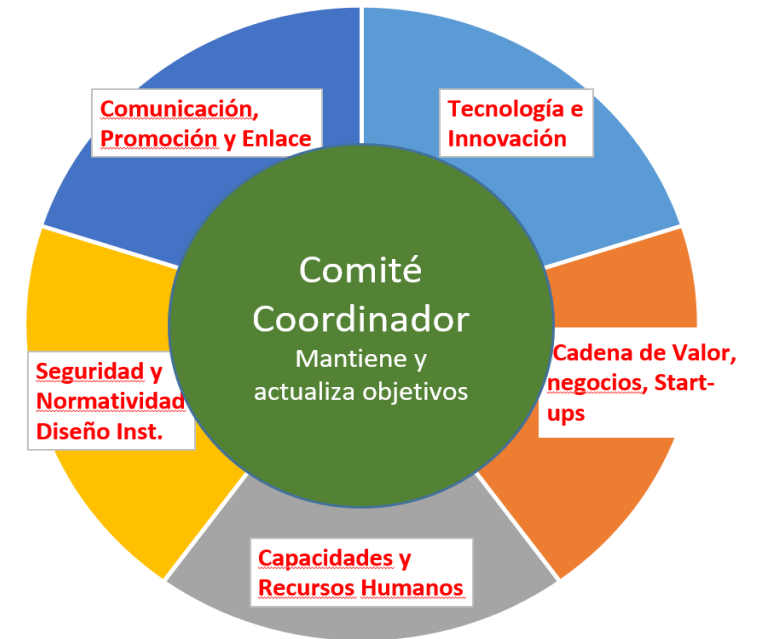 Comunicación,
Promoción y Enlace
Tecnología e
Innovación
Comité
Coordinador
Mantiene y
actualiza objetivos
Cadena de Valor,
negocios, Start-
ups
Seguridad y
Normatividad
Diseño Inst.
Capacidades y
Recursos Humanos